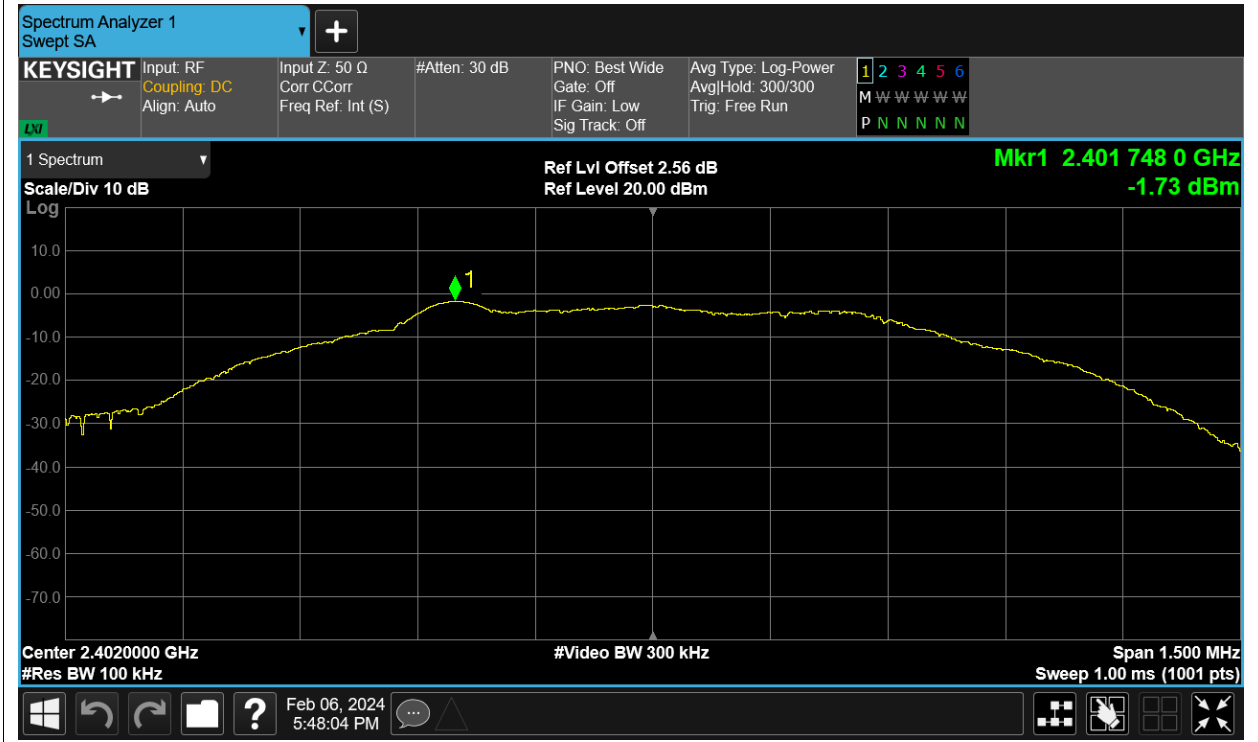 Spectrum Analyzer 1
Swept SA
+
KEYSIGHT
LXI
Input: RF
Coupling: DC
Align: Auto
Input Z: 50 Ω
Corr CCorr
Freq Ref: Int (S)
#Atten: 30 dB
PNO: Best Wide
Gate: Off
IF Gain: Low
Sig Track: Off
Avg Type: Log-Power
Avg|Hold: 300/300
Trig: Free Run
1 2 3 4 5 6
M W W W W W
P N N N N N
1 Spectrum
Scale/Div 10 dB
Log
Ref Lvl Offset 2.56 dB
Ref Level 20.00 dBm
Mkr1 2.401 748 0 GHz
-1.73 dBm
10.0
0.00
-10.0
-20.0
-30.0
-40.0
-50.0
-60.0
-70.0
1
Center 2.4020000 GHz
#Res BW 100 kHz
#Video BW 300 kHz
Span 1.500 MHz
Sweep 1.00 ms (1001 pts)
?
Feb 06, 2024
5:48:04 PM